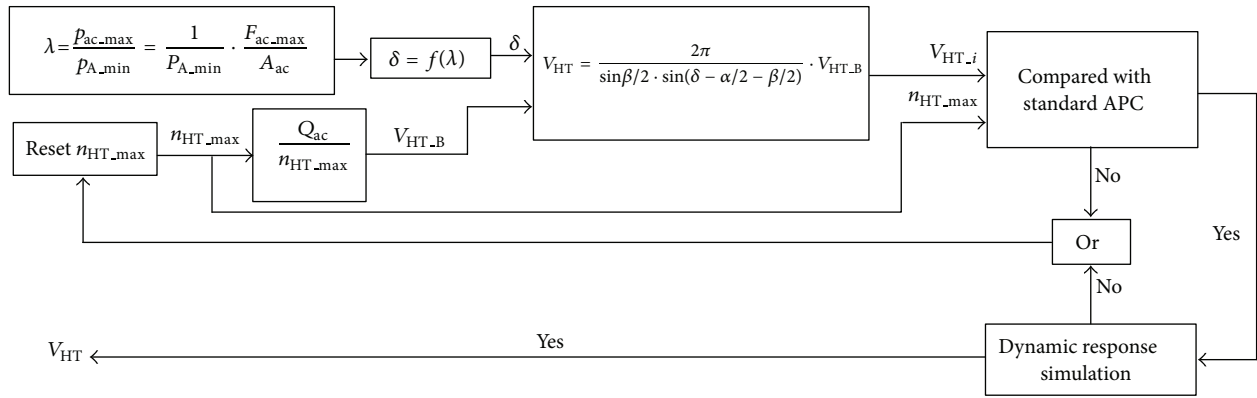 λ = p_ac_max / p_A_min = 1 / P_A_min · F_ac_max / A_ac
δ = f(λ)
δ
V_HT = 2π / sinβ/2 · sin(δ − α/2 − β/2) · V_HT_B
V_HT_i
n_HT_max
Compared with
standard APC
Reset n_HT_max
n_HT_max
Q_ac / n_HT_max
V_HT_B
No
Or
Yes
No
V_HT
Yes
Dynamic response
simulation